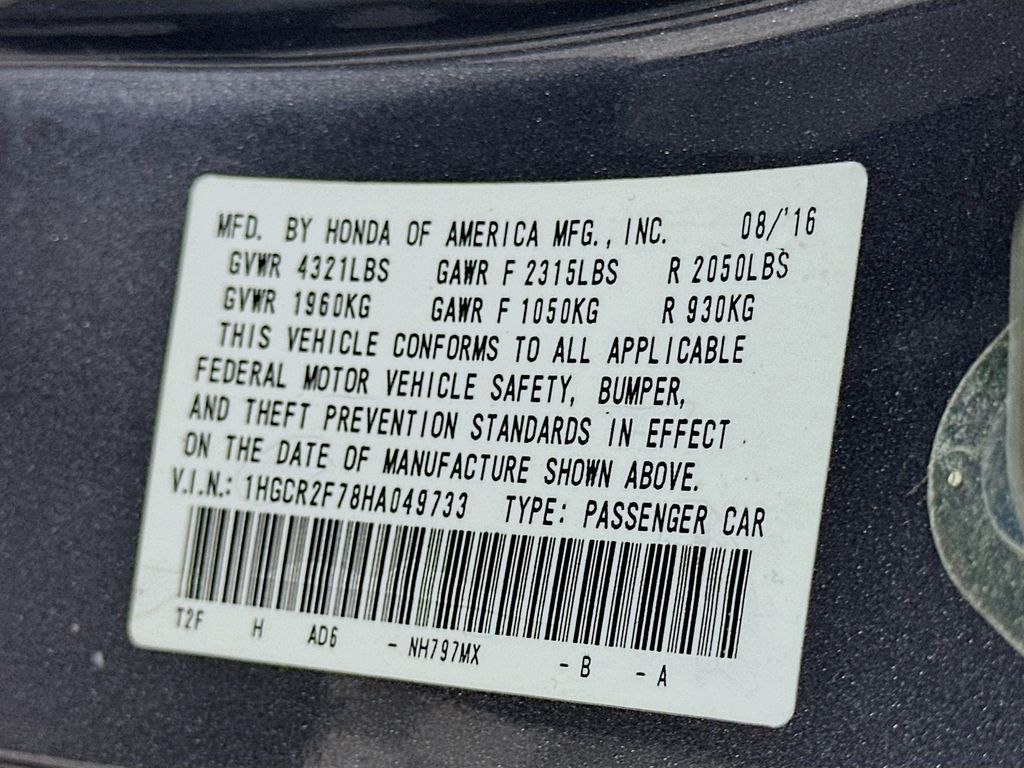 MFD. BY HONDA OF AMERICA MFG., INC. 08/'16
GVWR 4321LBS GAWR F 2315LBS R 2050LBS
GVWR 1960KG GAWR F 1050KG R 930KG
THIS VEHICLE CONFORMS TO ALL APPLICABLE
FEDERAL MOTOR VEHICLE SAFETY, BUMPER,
AND THEFT PREVENTION STANDARDS IN EFFECT
ON THE DATE OF MANUFACTURE SHOWN ABOVE.
V.I.N.: 1HGCR2F78HA049733 TYPE: PASSENGER CAR
T2F H AD6 - NH797MX - B - A